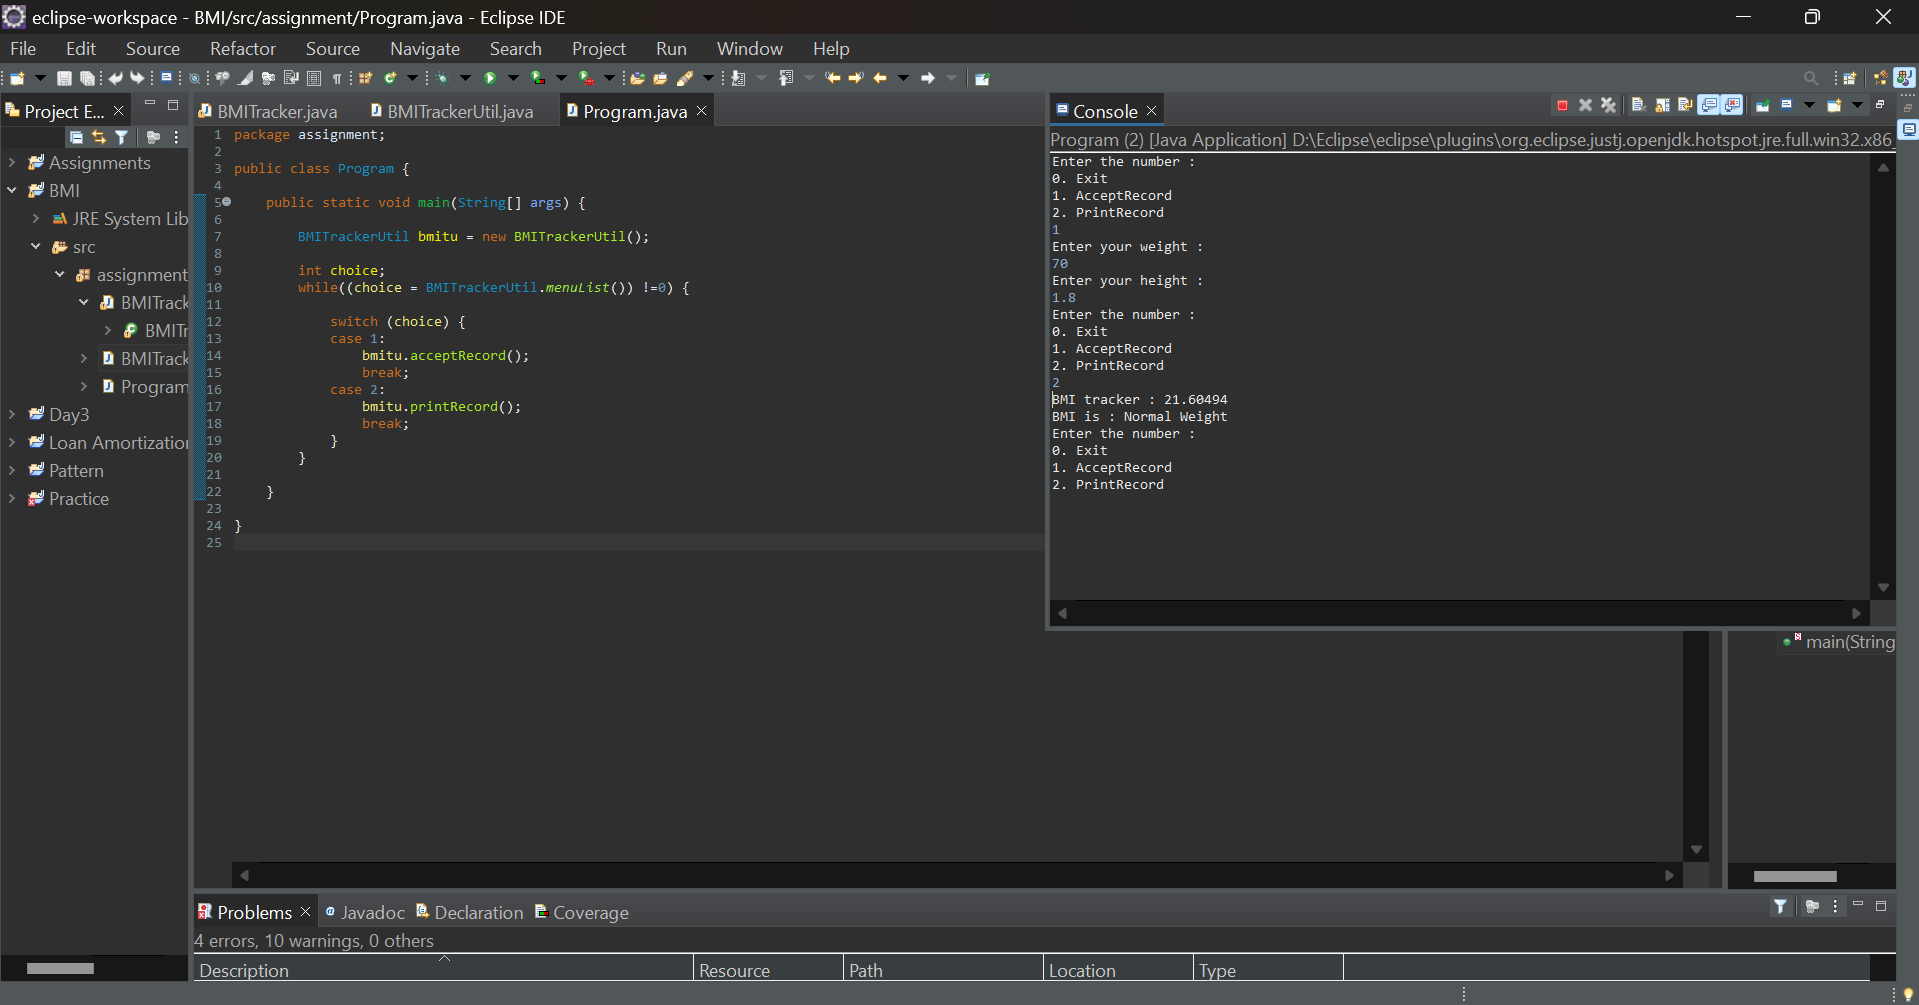 eclipse-workspace - BMI/src/assignment/Program.java - Eclipse IDE
File Edit Source Refactor Source Navigate Search Project Run Window Help
Project E...
Assignments
BMI
JRE System Lib
src
assignment
BMITrack
BMITr
BMITrack
Program
Day3
Loan Amortization
Pattern
Practice
BMITracker.java BMITrackerUtil.java Program.java
1 package assignment;
2
3 public class Program {
4
5 public static void main(String[] args) {
6
7 BMITrackerUtil bmitu = new BMITrackerUtil();
8
9 int choice;
10 while((choice = BMITrackerUtil.menuList()) !=0) {
11
12 switch (choice) {
13 case 1:
14 bmitu.acceptRecord();
15 break;
16 case 2:
17 bmitu.printRecord();
18 break;
19 }
20 }
21
22 }
23
24 }
25
Console
Program (2) [Java Application] D:\Eclipse\eclipse\plugins\org.eclipse.justj.openjdk.hotspot.jre.full.win32.x86_
Enter the number :
0. Exit
1. AcceptRecord
2. PrintRecord
1
Enter your weight :
70
Enter your height :
1.8
Enter the number :
0. Exit
1. AcceptRecord
2. PrintRecord
2
BMI tracker : 21.60494
BMI is : Normal Weight
Enter the number :
0. Exit
1. AcceptRecord
2. PrintRecord
main(String
Problems Javadoc Declaration Coverage
4 errors, 10 warnings, 0 others
Description Resource Path Location Type